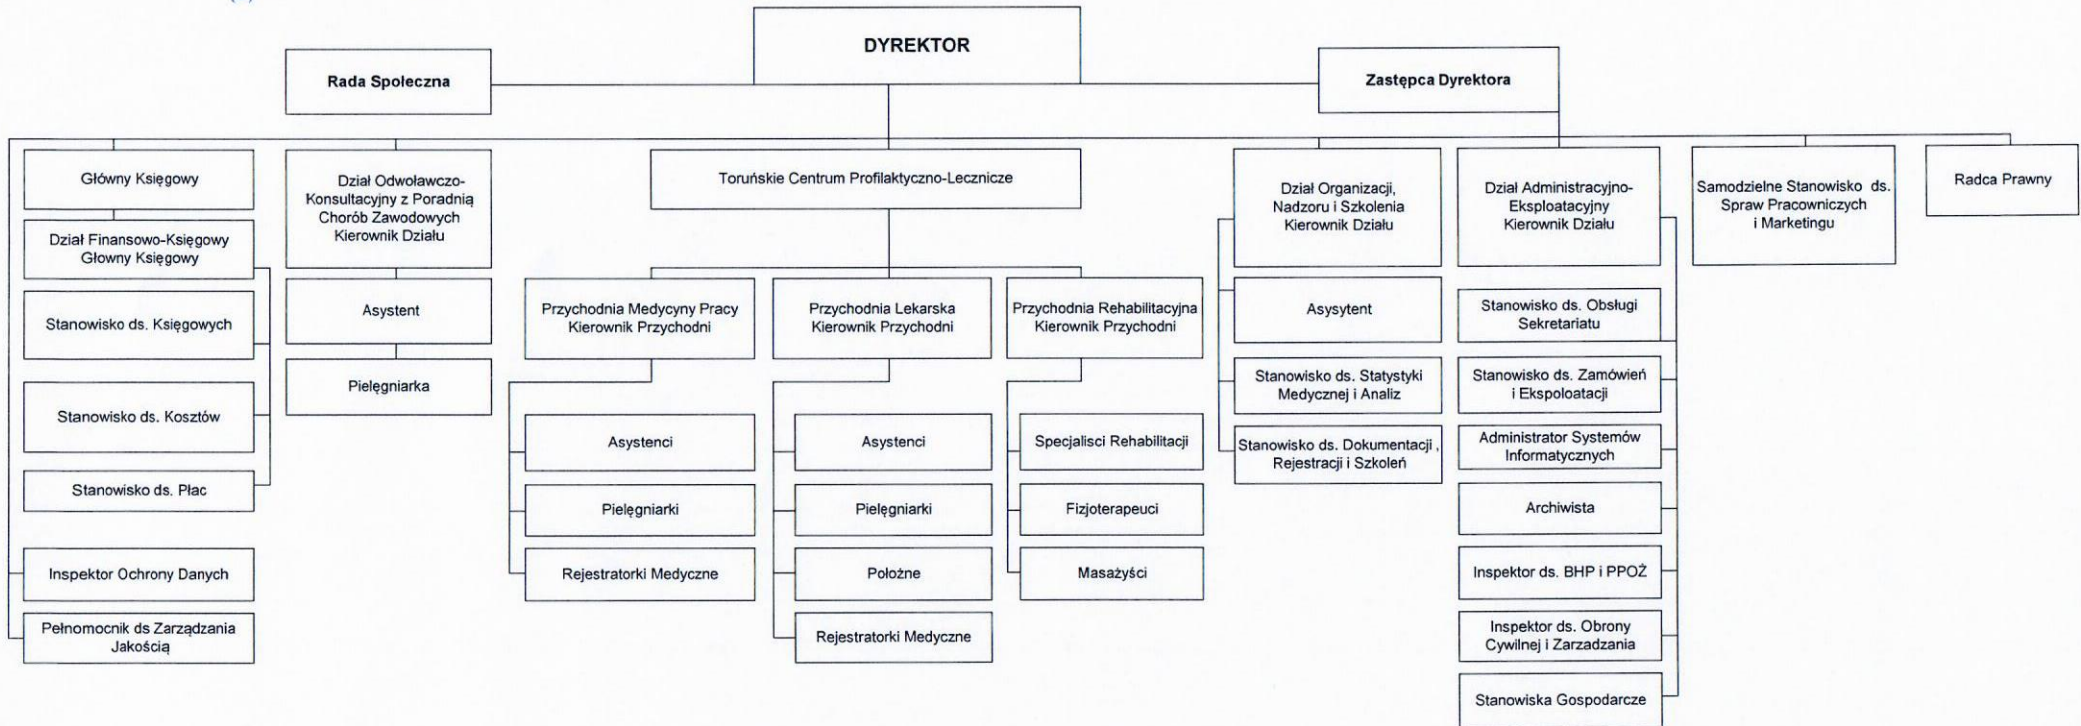 DYREKTOR
Rada Społeczna
Zastępca Dyrektora
Główny Księgowy
Dział Finansowo-Księgowy
Głowny Księgowy
Stanowisko ds. Księgowych
Stanowisko ds. Kosztów
Stanowisko ds. Płac
Inspektor Ochrony Danych
Pełnomocnik ds Zarządzania
Jakością
Dział Odwoławczo-
Konsultacyjny z Poradnią
Chorób Zawodowych
Kierownik Działu
Asystent
Pielęgniarka
Toruńskie Centrum Profilaktyczno-Lecznicze
Przychodnia Medycyny Pracy
Kierownik Przychodni
Asystenci
Pielęgniarki
Rejestratorki Medyczne
Przychodnia Lekarska
Kierownik Przychodni
Asystenci
Pielęgniarki
Położne
Rejestratorki Medyczne
Przychodnia Rehabilitacyjna
Kierownik Przychodni
Specjalisci Rehabilitacji
Fizjoterapeuci
Masażyści
Dział Organizacji,
Nadzoru i Szkolenia
Kierownik Działu
Asysytent
Stanowisko ds. Statystyki
Medycznej i Analiz
Stanowisko ds. Dokumentacji ,
Rejestracji i Szkoleń
Dział Administracyjno-
Eksploatacyjny
Kierownik Działu
Stanowisko ds. Obsługi
Sekretariatu
Stanowisko ds. Zamówień
i Ekspoloatacji
Administrator Systemów
Informatycznych
Archiwista
Inspektor ds. BHP i PPOŻ
Inspektor ds. Obrony
Cywilnej i Zarzadzania
Stanowiska Gospodarcze
Samodzielne Stanowisko ds.
Spraw Pracowniczych
i Marketingu
Radca Prawny